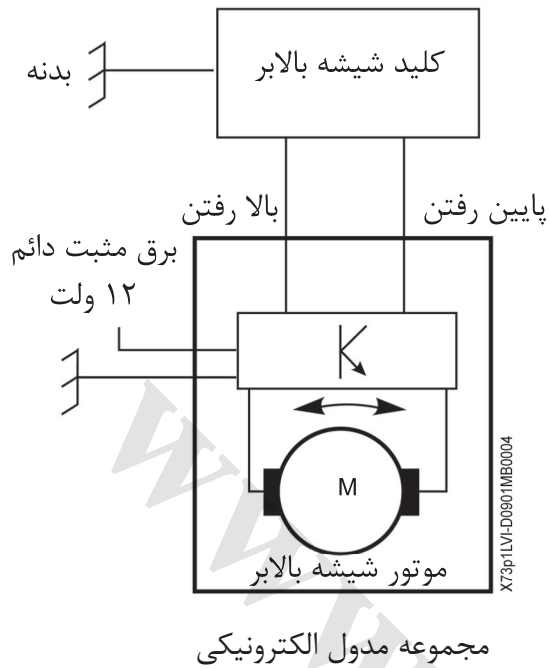 کلید شیشه بالابر
بدنه
بالا رفتن
پایین رفتن
برق مثبت دائم
۱۲ ولت
M
موتور شیشه بالابر
X73p1LVI-D0901MB0004
مجموعه مدول الکترونیکی
www